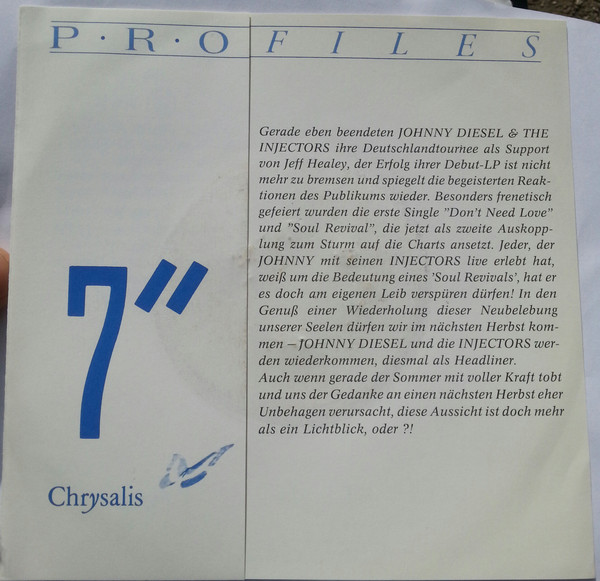 P·R·O FILES
Gerade eben beendeten JOHNNY DIESEL & THE
INJECTORS ihre Deutschlandtournee als Support
von Jeff Healey, der Erfolg ihrer Debut-LP ist nicht
mehr zu bremsen und spiegelt die begeisterten Reak-
tionen des Publikums wieder. Besonders frenetisch
gefeiert wurden die erste Single "Don't Need Love"
und "Soul Revival", die jetzt als zweite Auskopp-
lung zum Sturm auf die Charts ansetzt. Jeder, der
JOHNNY mit seinen INJECTORS live erlebt hat,
weiß um die Bedeutung eines 'Soul Revivals', hat er
es doch am eigenen Leib verspüren dürfen! In den
Genuß einer Wiederholung dieser Neubelebung
unserer Seelen dürfen wir im nächsten Herbst kom-
men – JOHNNY DIESEL und die INJECTORS wer-
den wiederkommen, diesmal als Headliner.
Auch wenn gerade der Sommer mit voller Kraft tobt
und uns der Gedanke an einen nächsten Herbst eher
Unbehagen verursacht, diese Aussicht ist doch mehr
als ein Lichtblick, oder ?!
7"
Chrysalis